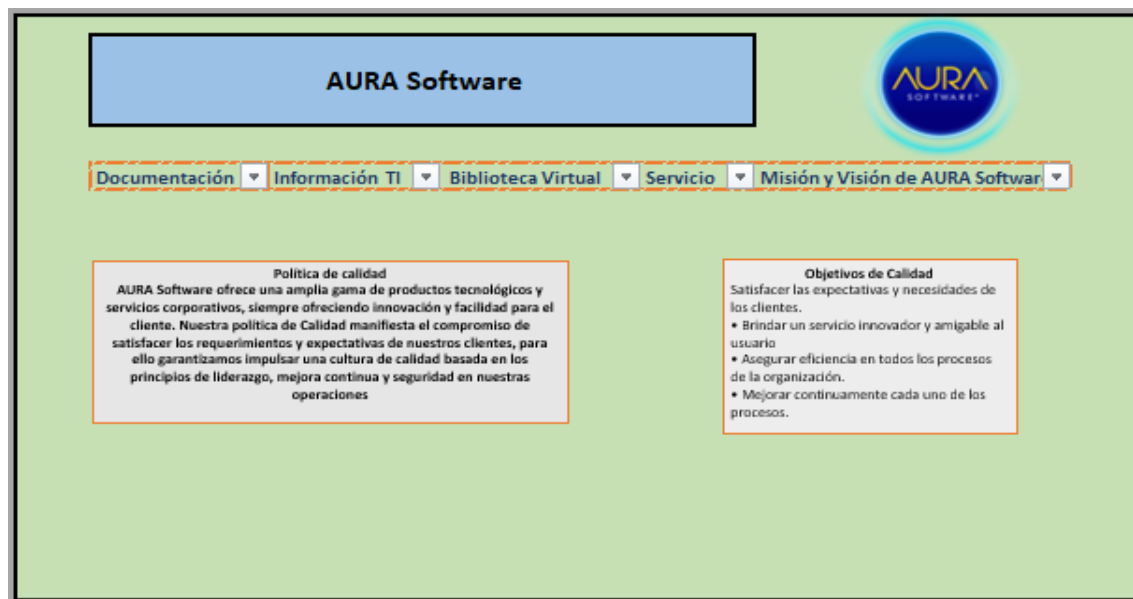 AURA Software
AURA
SOFTWARE
Documentación Información TI Biblioteca Virtual Servicio Misión y Visión de AURA Softwar
Política de calidad
AURA Software ofrece una amplia gama de productos tecnológicos y
servicios corporativos, siempre ofreciendo innovación y facilidad para el
cliente. Nuestra política de Calidad manifiesta el compromiso de
satisfacer los requerimientos y expectativas de nuestros clientes, para
ello garantizamos impulsar una cultura de calidad basada en los
principios de liderazgo, mejora continua y seguridad en nuestras
operaciones
Objetivos de Calidad
Satisfacer las expectativas y necesidades de
los clientes.
• Brindar un servicio innovador y amigable al
usuario
• Asegurar eficiencia en todos los procesos
de la organización.
• Mejorar continuamente cada uno de los
procesos.